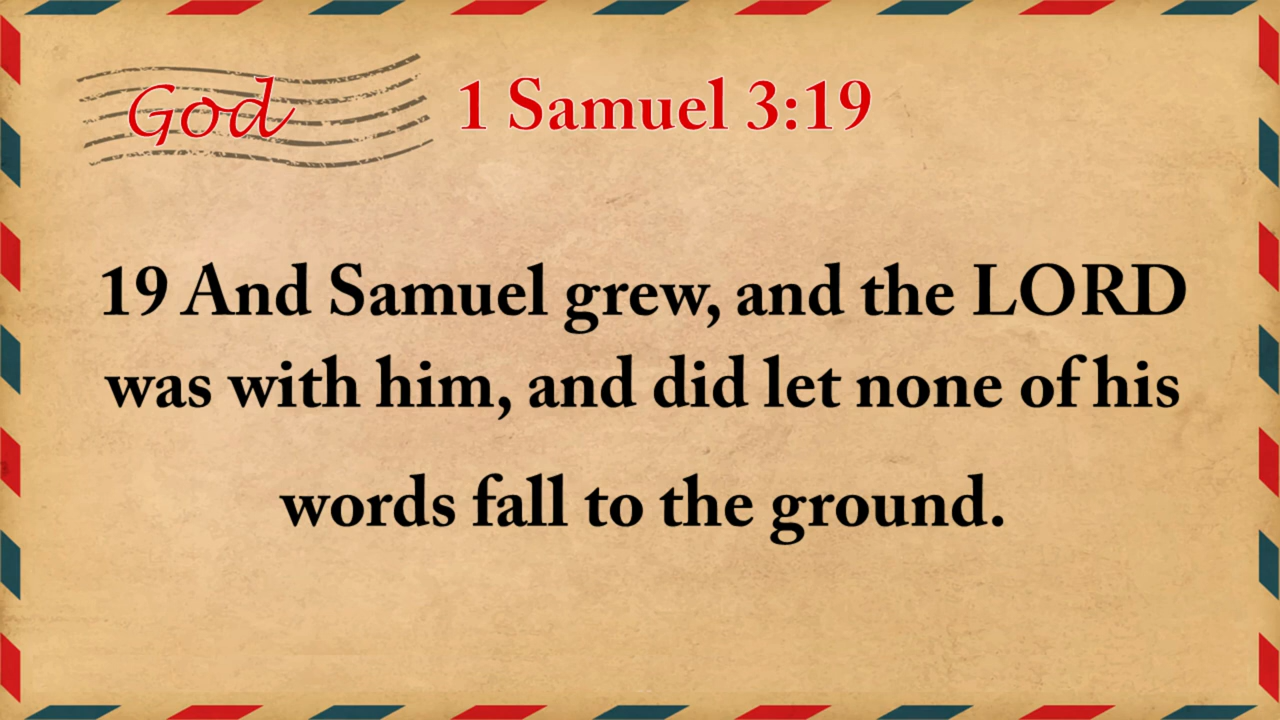 God 1 Samuel 3:19
19 And Samuel grew, and the LORD
was with him, and did let none of his
words fall to the ground.